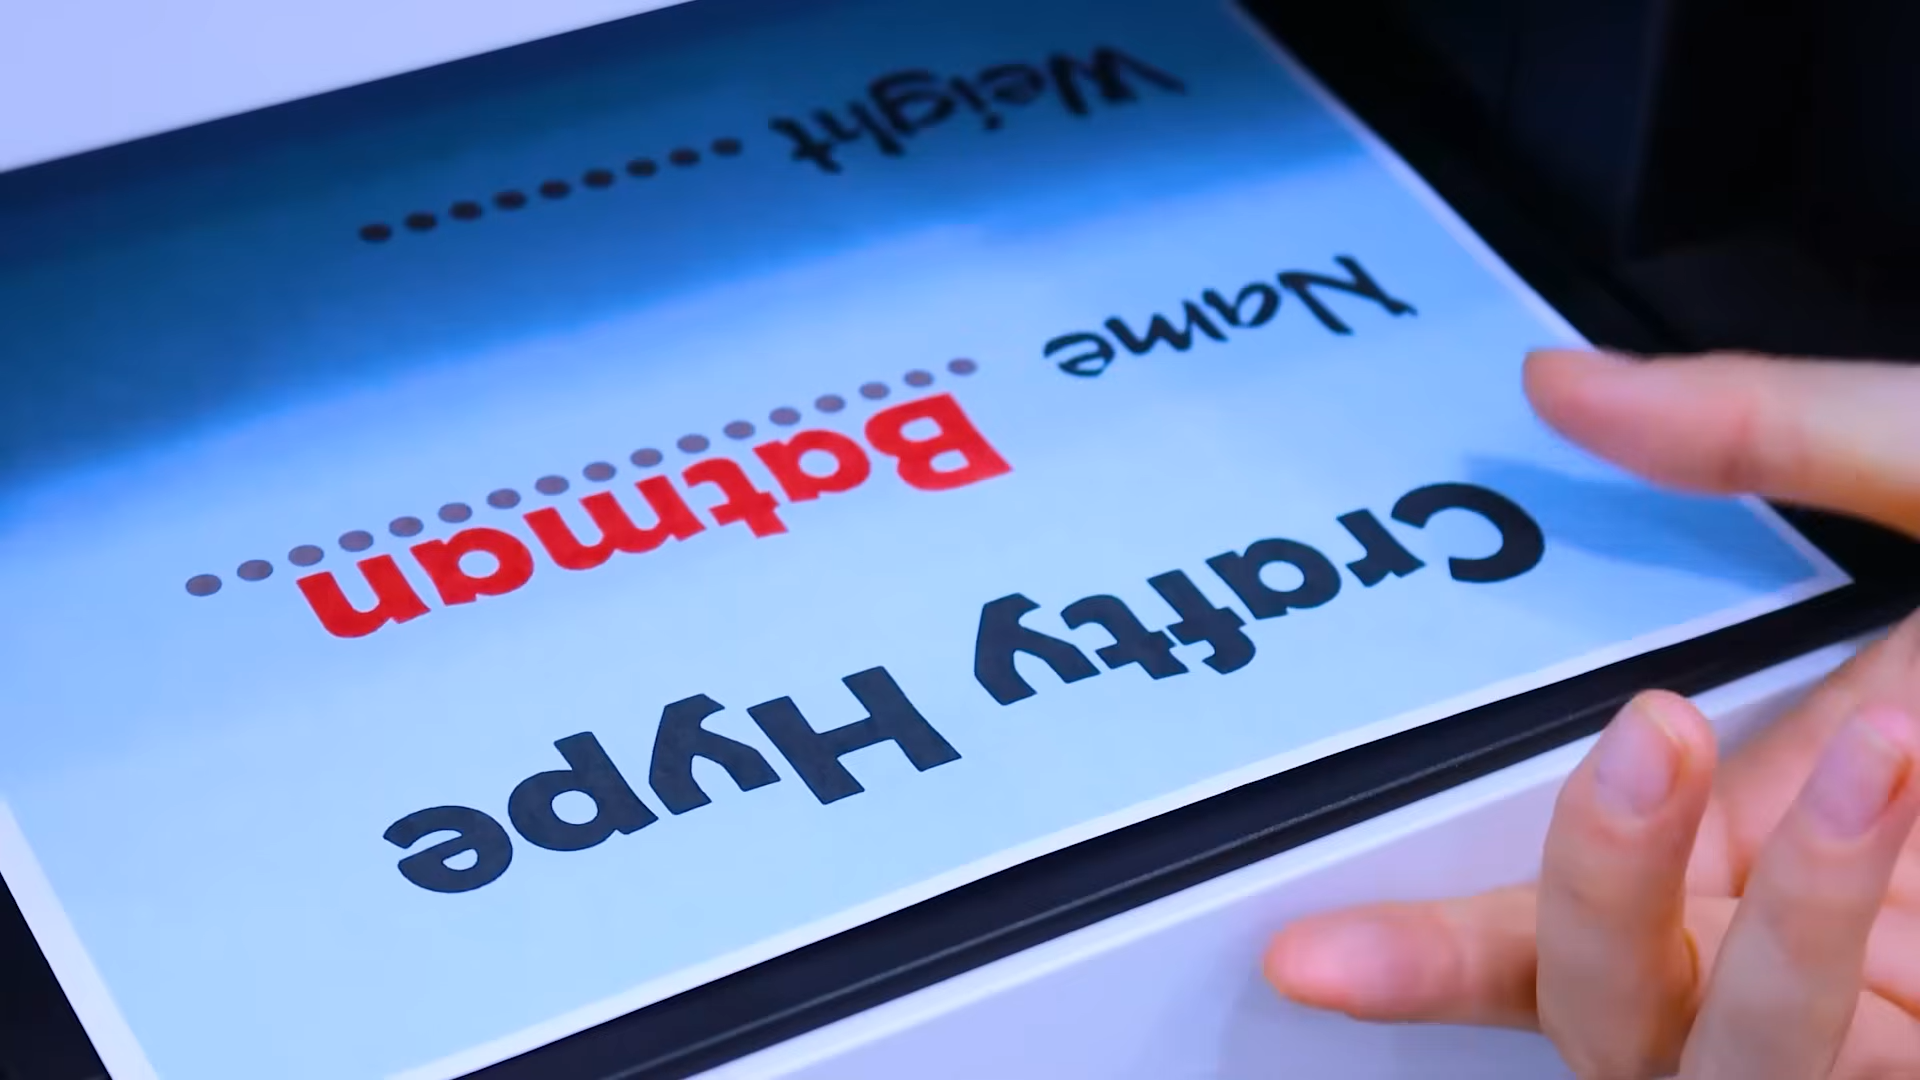 Crafty Hype
Name Batman
Weight ..........